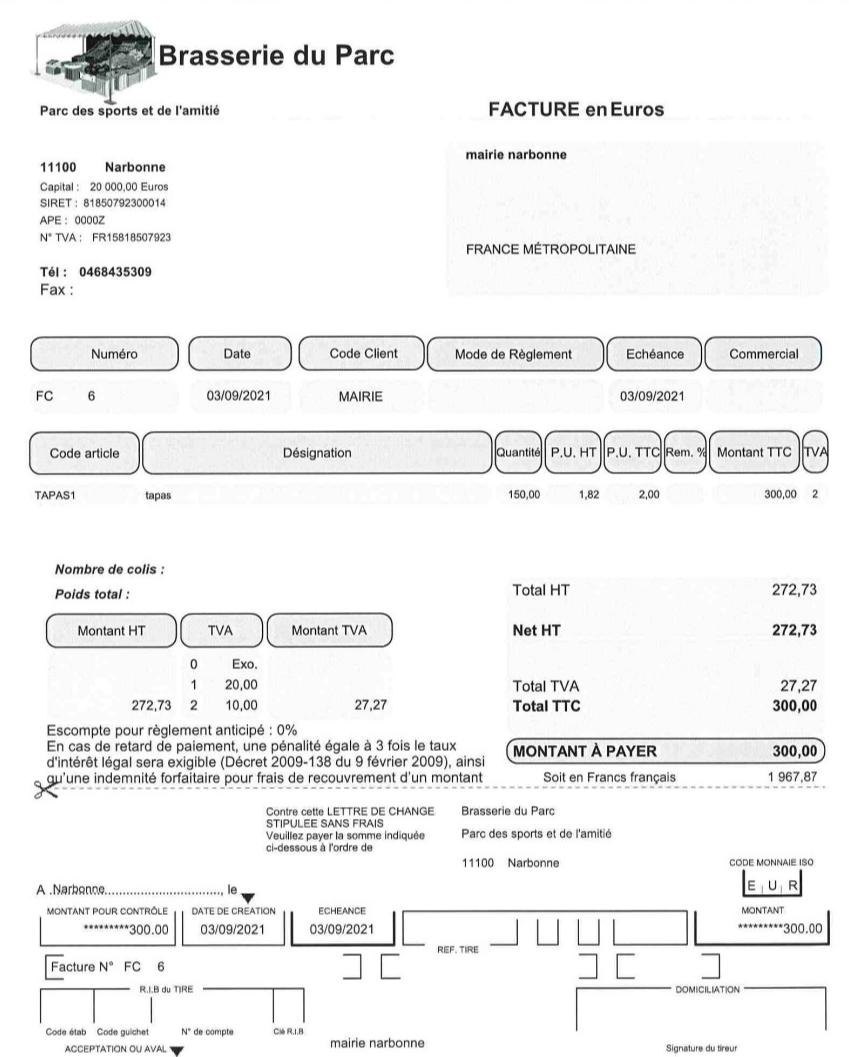 Brasserie du Parc
Parc des sports et de l'amitié
FACTURE en Euros
11100 Narbonne
Capital : 20 000,00 Euros
SIRET : 81850792300014
APE : 0000Z
N° TVA : FR15818507923
Tél : 0468435309
Fax :
mairie narbonne
FRANCE MÉTROPOLITAINE
Numéro Date Code Client Mode de Règlement Echéance Commercial
FC 6 03/09/2021 MAIRIE 03/09/2021
Code article Désignation Quantité P.U. HT P.U. TTC Rem. % Montant TTC TVA
TAPAS1 tapas 150,00 1,82 2,00 300,00 2
Nombre de colis :
Poids total :
Montant HT TVA Montant TVA
0 Exo.
1 20,00
272,73 2 10,00 27,27
Total HT 272,73
Net HT 272,73
Total TVA 27,27
Total TTC 300,00
MONTANT À PAYER 300,00
Soit en Francs français 1 967,87
Escompte pour règlement anticipé : 0%
En cas de retard de paiement, une pénalité égale à 3 fois le taux
d'intérêt légal sera exigible (Décret 2009-138 du 9 février 2009), ainsi
qu'une indemnité forfaitaire pour frais de recouvrement d'un montant
Contre cette LETTRE DE CHANGE
STIPULEE SANS FRAIS
Veuillez payer la somme indiquée
ci-dessous à l'ordre de
Brasserie du Parc
Parc des sports et de l'amitié
11100 Narbonne
CODE MONNAIE ISO
E U R
A .Narbonne..............................., le
MONTANT POUR CONTRÔLE DATE DE CREATION ECHEANCE MONTANT
*********300.00 03/09/2021 03/09/2021 *********300.00
REF. TIRE
Facture N° FC 6
R.I.B du TIRE DOMICILIATION
Code étab Code guichet N° de compte Clé R.I.B
ACCEPTATION OU AVAL mairie narbonne Signature du tireur